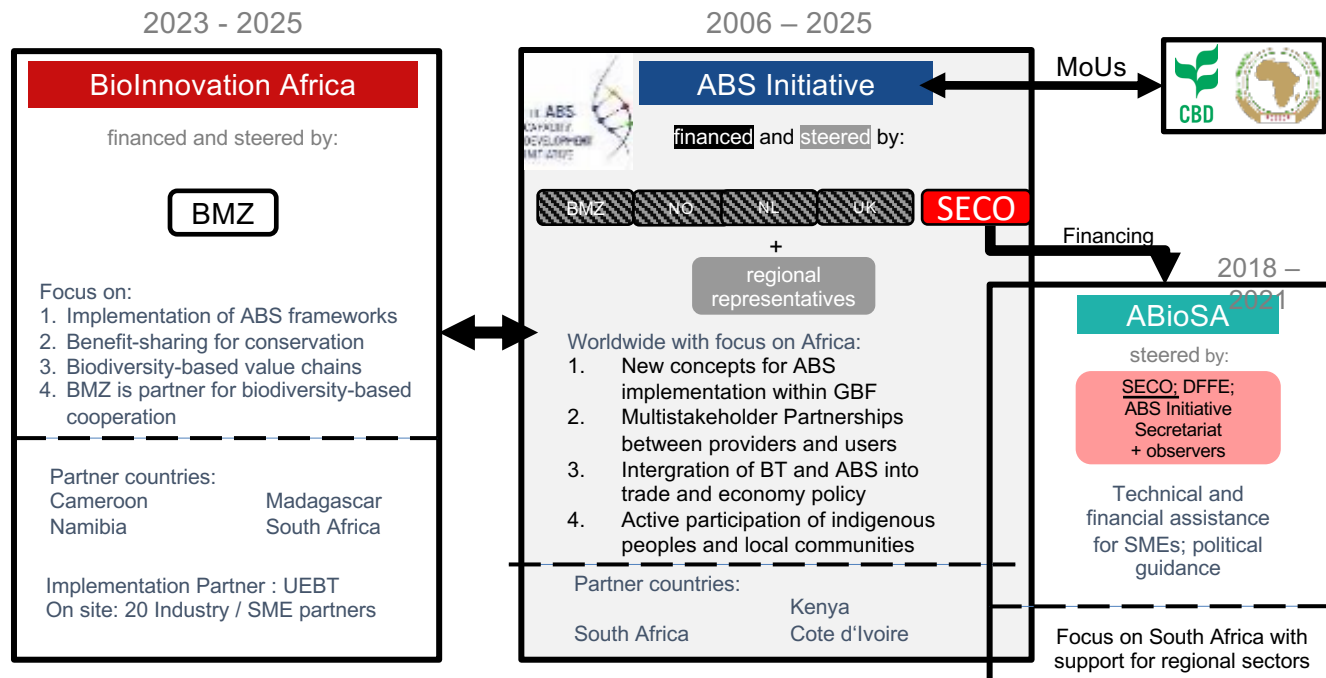 2023 - 2025
BioInnovation Africa
financed and steered by:
BMZ
Focus on:
1. Implementation of ABS frameworks
2. Benefit-sharing for conservation
3. Biodiversity-based value chains
4. BMZ is partner for biodiversity-based
cooperation
Partner countries:
Cameroon Madagascar
Namibia South Africa
Implementation Partner : UEBT
On site: 20 Industry / SME partners
2006 – 2025
ABS
CAPACITY
DEVELOPMENT
INITIATIVE
ABS Initiative
financed and steered by:
BMZ NO NL UK SECO
+
regional
representatives
Worldwide with focus on Africa:
1. New concepts for ABS
implementation within GBF
2. Multistakeholder Partnerships
between providers and users
3. Intergration of BT and ABS into
trade and economy policy
4. Active participation of indigenous
peoples and local communities
Partner countries:
Kenya
South Africa Cote d‘Ivoire
MoUs
CBD
Financing
2018 –
2021
ABioSA
steered by:
SECO; DFFE;
ABS Initiative
Secretariat
+ observers
Technical and
financial assistance
for SMEs; political
guidance
Focus on South Africa with
support for regional sectors